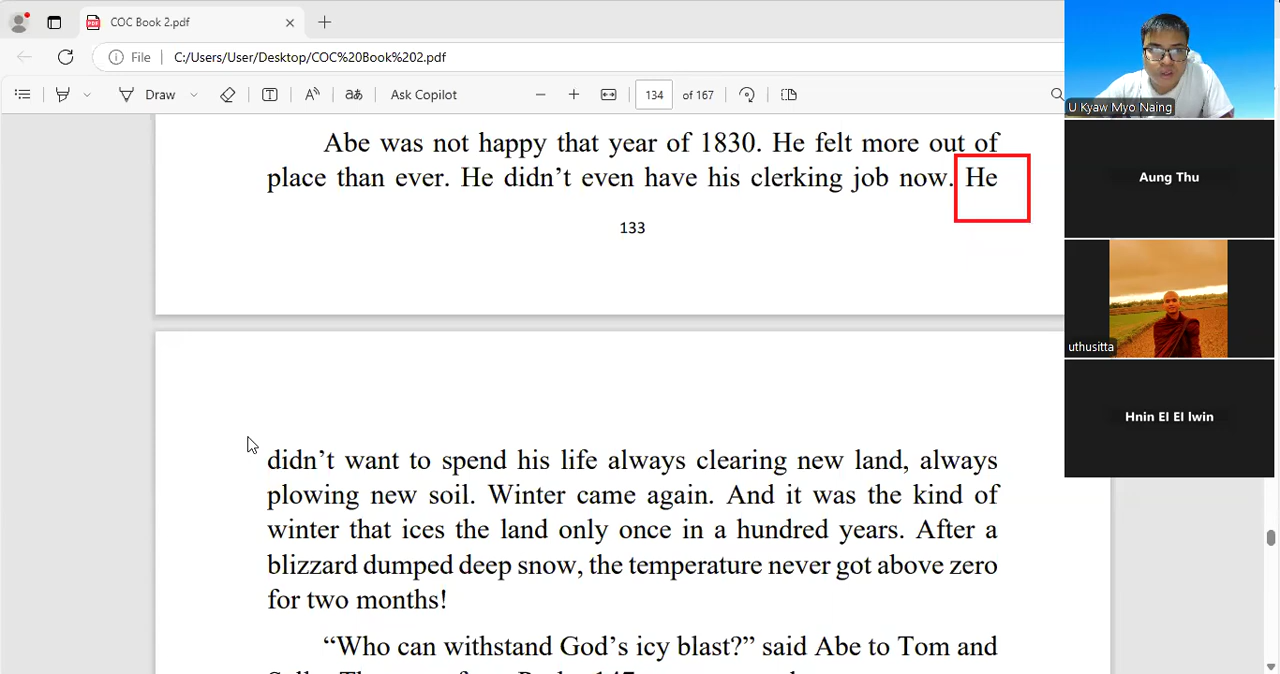 COC Book 2.pdf
File
C:/Users/User/Desktop/COC%20Book%202.pdf
Draw
Ask Copilot
134 of 167
Abe was not happy that year of 1830. He felt more out of
place than ever. He didn’t even have his clerking job now. He
133
didn’t want to spend his life always clearing new land, always
plowing new soil. Winter came again. And it was the kind of
winter that ices the land only once in a hundred years. After a
blizzard dumped deep snow, the temperature never got above zero
for two months!
“Who can withstand God’s icy blast?” said Abe to Tom and
U Kyaw Myo Naing
Aung Thu
uthusitta
Hnin EI EI lwin